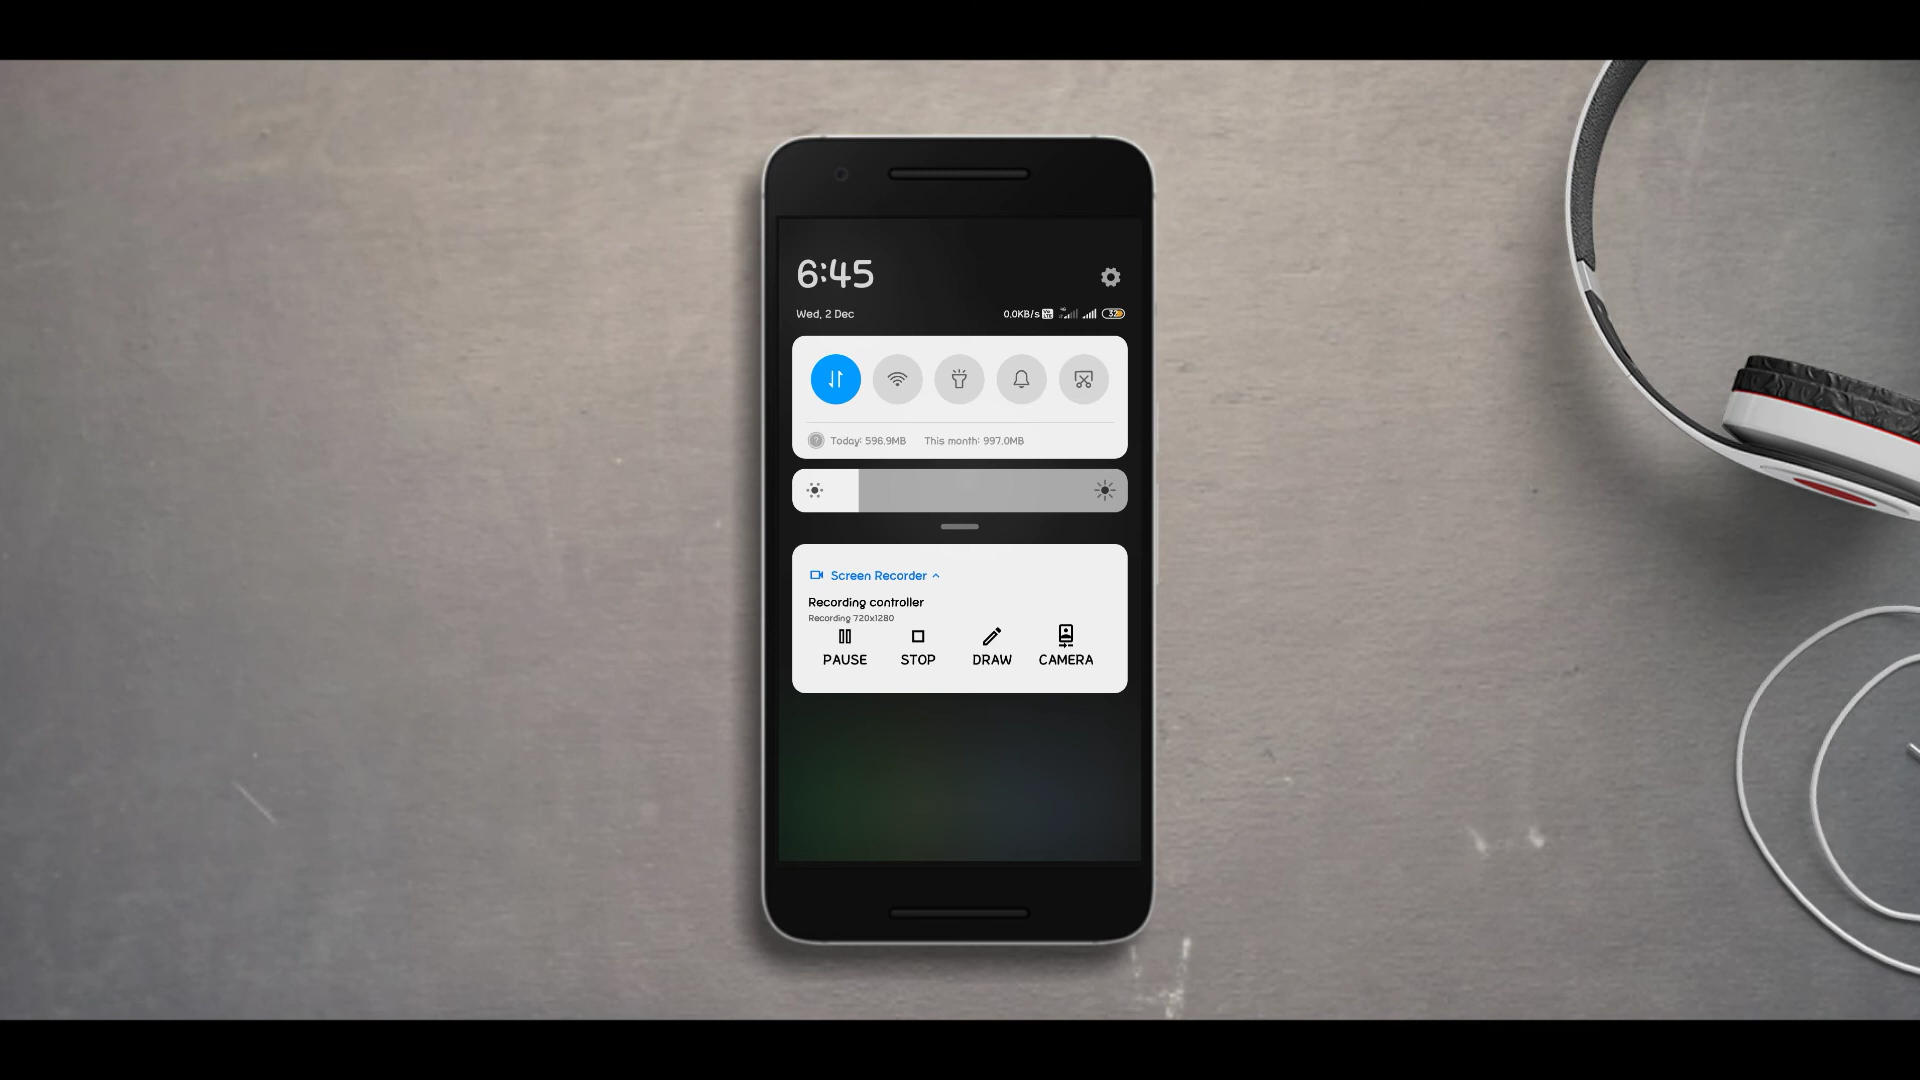 6:45
Wed, 2 Dec
0.0KB/s
32
Today: 596.9MB This month: 997.0MB
Screen Recorder
Recording controller
Recording 720x1280
PAUSE STOP DRAW CAMERA